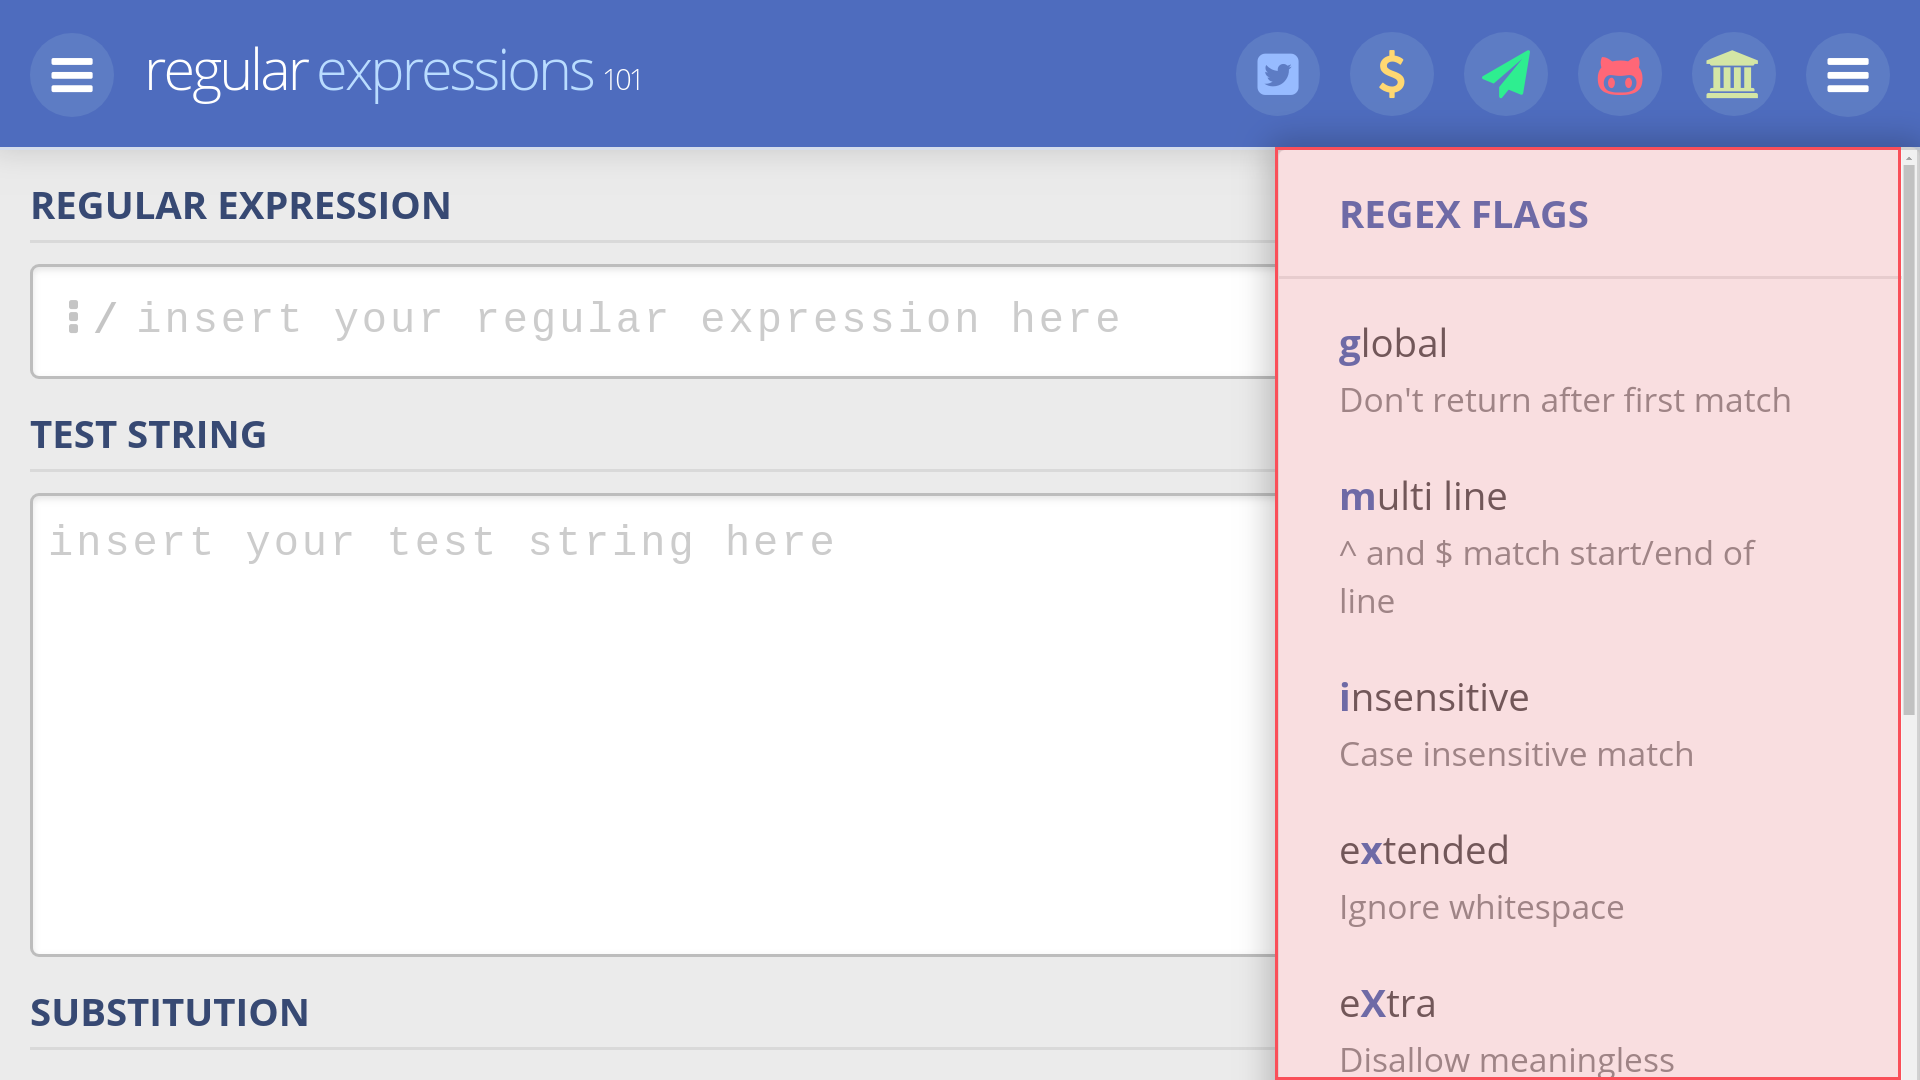 regular expressions 101
REGULAR EXPRESSION
/ insert your regular expression here
TEST STRING
insert your test string here
SUBSTITUTION
REGEX FLAGS
global
Don't return after first match
multi line
^ and $ match start/end of
line
insensitive
Case insensitive match
extended
Ignore whitespace
eXtra
Disallow meaningless